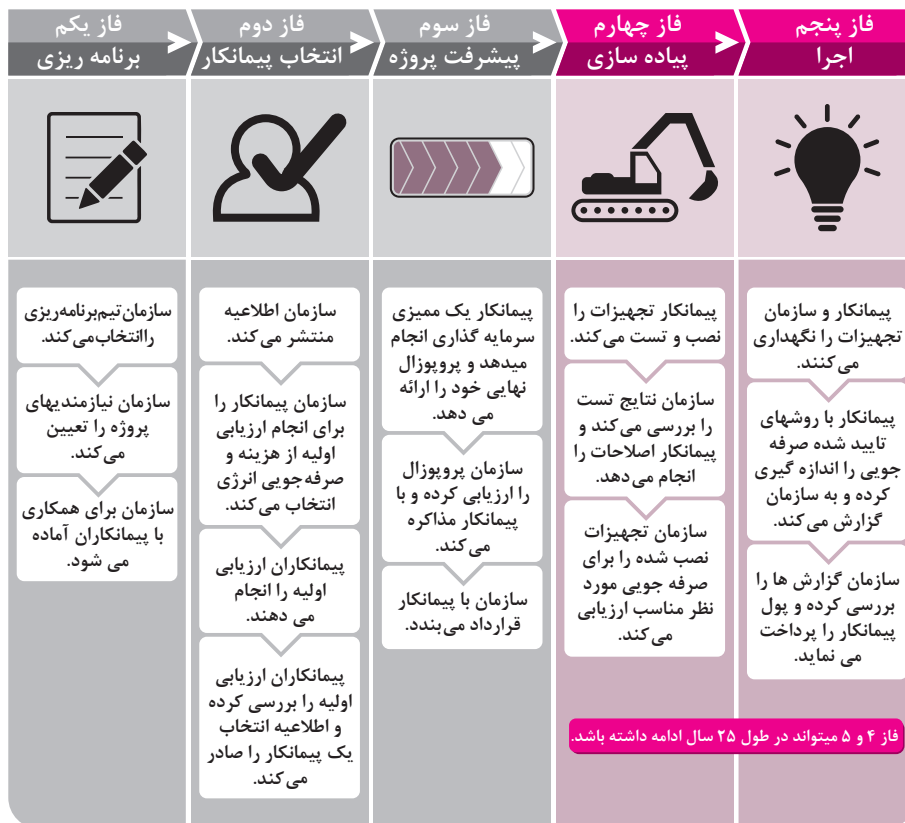 فاز یکم
برنامه ریزی
سازمان تیم برنامه ریزی
را انتخاب می کند.
سازمان نیازمندیهای
پروژه را تعیین
می کند.
سازمان برای همکاری
با پیمانکاران آماده
می شود.
فاز دوم
انتخاب پیمانکار
سازمان اطلاعیه
منتشر می کند.
سازمان پیمانکار را
برای انجام ارزیابی
اولیه از هزینه و
صرفه جویی انرژی
انتخاب می کند.
پیمانکاران ارزیابی
اولیه را انجام
می دهند.
پیمانکاران ارزیابی
اولیه را بررسی کرده
و اطلاعیه انتخاب
یک پیمانکار را صادر
می کند.
فاز سوم
پیشرفت پروژه
پیمانکار یک ممیزی
سرمایه گذاری انجام
میدهد و پروپوزال
نهایی خود را ارائه
می دهد.
سازمان پروپوزال
را ارزیابی کرده و با
پیمانکار مذاکره
می کند.
سازمان با پیمانکار
قرارداد می بندد.
فاز چهارم
پیاده سازی
پیمانکار تجهیزات را
نصب و تست می کند.
سازمان نتایج تست
را بررسی می کند و
پیمانکار اصلاحات را
انجام می دهد.
سازمان تجهیزات
نصب شده را برای
صرفه جویی مورد
نظر مناسب ارزیابی
می کند.
فاز پنجم
اجرا
پیمانکار و سازمان
تجهیزات را نگهداری
می کنند.
پیمانکار با روشهای
تایید شده صرفه
جویی را اندازه گیری
کرده و به سازمان
گزارش می کند.
سازمان گزارش ها را
بررسی کرده و پول
پیمانکار را پرداخت
می نماید.
فاز ۴ و ۵ میتواند در طول ۲۵ سال ادامه داشته باشد.